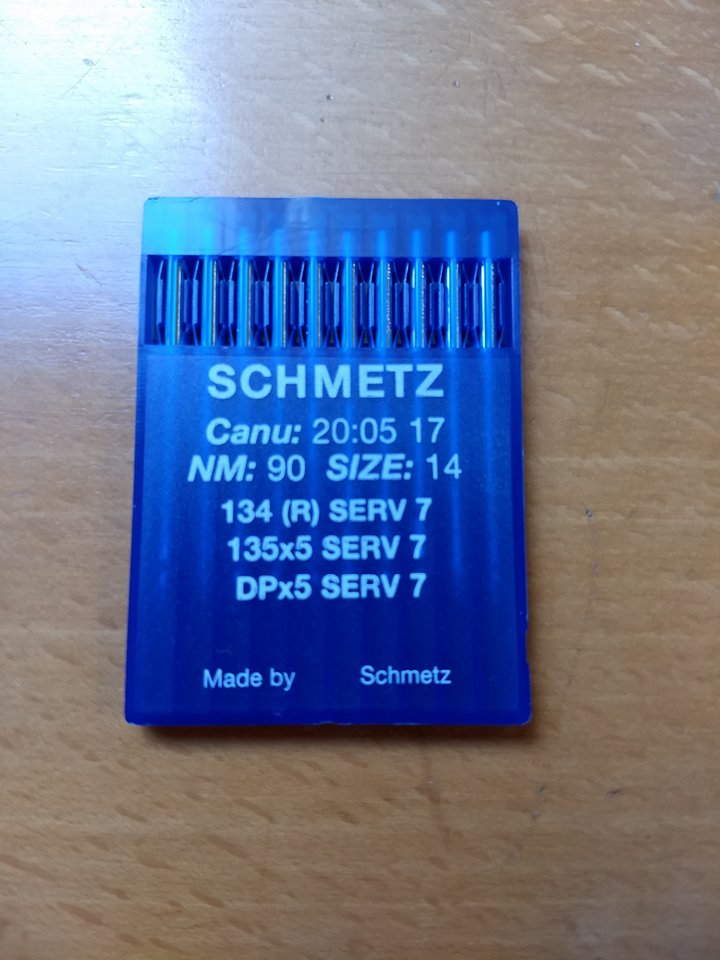 SCHMETZ
Canu: 20:05 17
NM: 90 SIZE: 14
134 (R) SERV 7
135x5 SERV 7
DPx5 SERV 7
Made by Schmetz